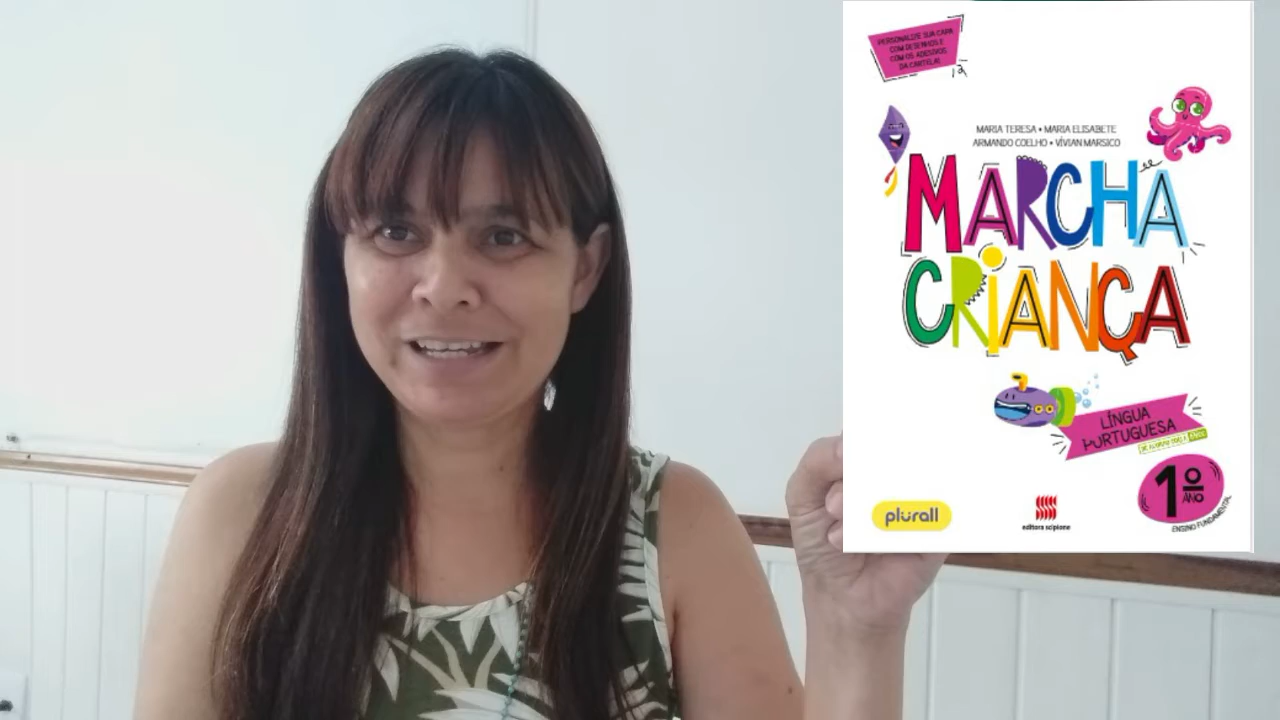 PERSONALIZE SUA CAPA
COM DESENHOS E
COM OS ADESIVOS
DA CARTELA!
MARIA TERESA • MARIA ELISABETE
ARMANDO COELHO • VÍVIAN MARSICO
MARCHA
CRIANÇA
LÍNGUA
PORTUGUESA
1º
ANO
ENSINO FUNDAMENTAL
plurall
editora scipione